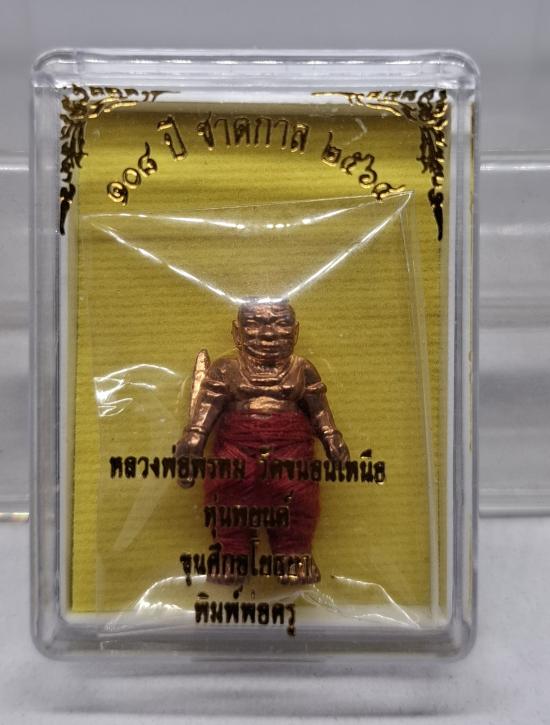 ๑๐๘ ปี ชาตกาล ๒๕๖๔
หลวงพ่อพรหม วัดขนอนเหนือ
หุ่นพยนต์
ขุนศึกอโยธยา
พิมพ์พ่อครู